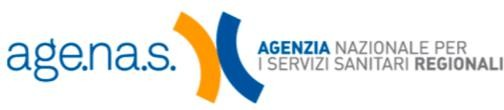 age.na.s.
AGENZIA NAZIONALE PER
I SERVIZI SANITARI REGIONALI